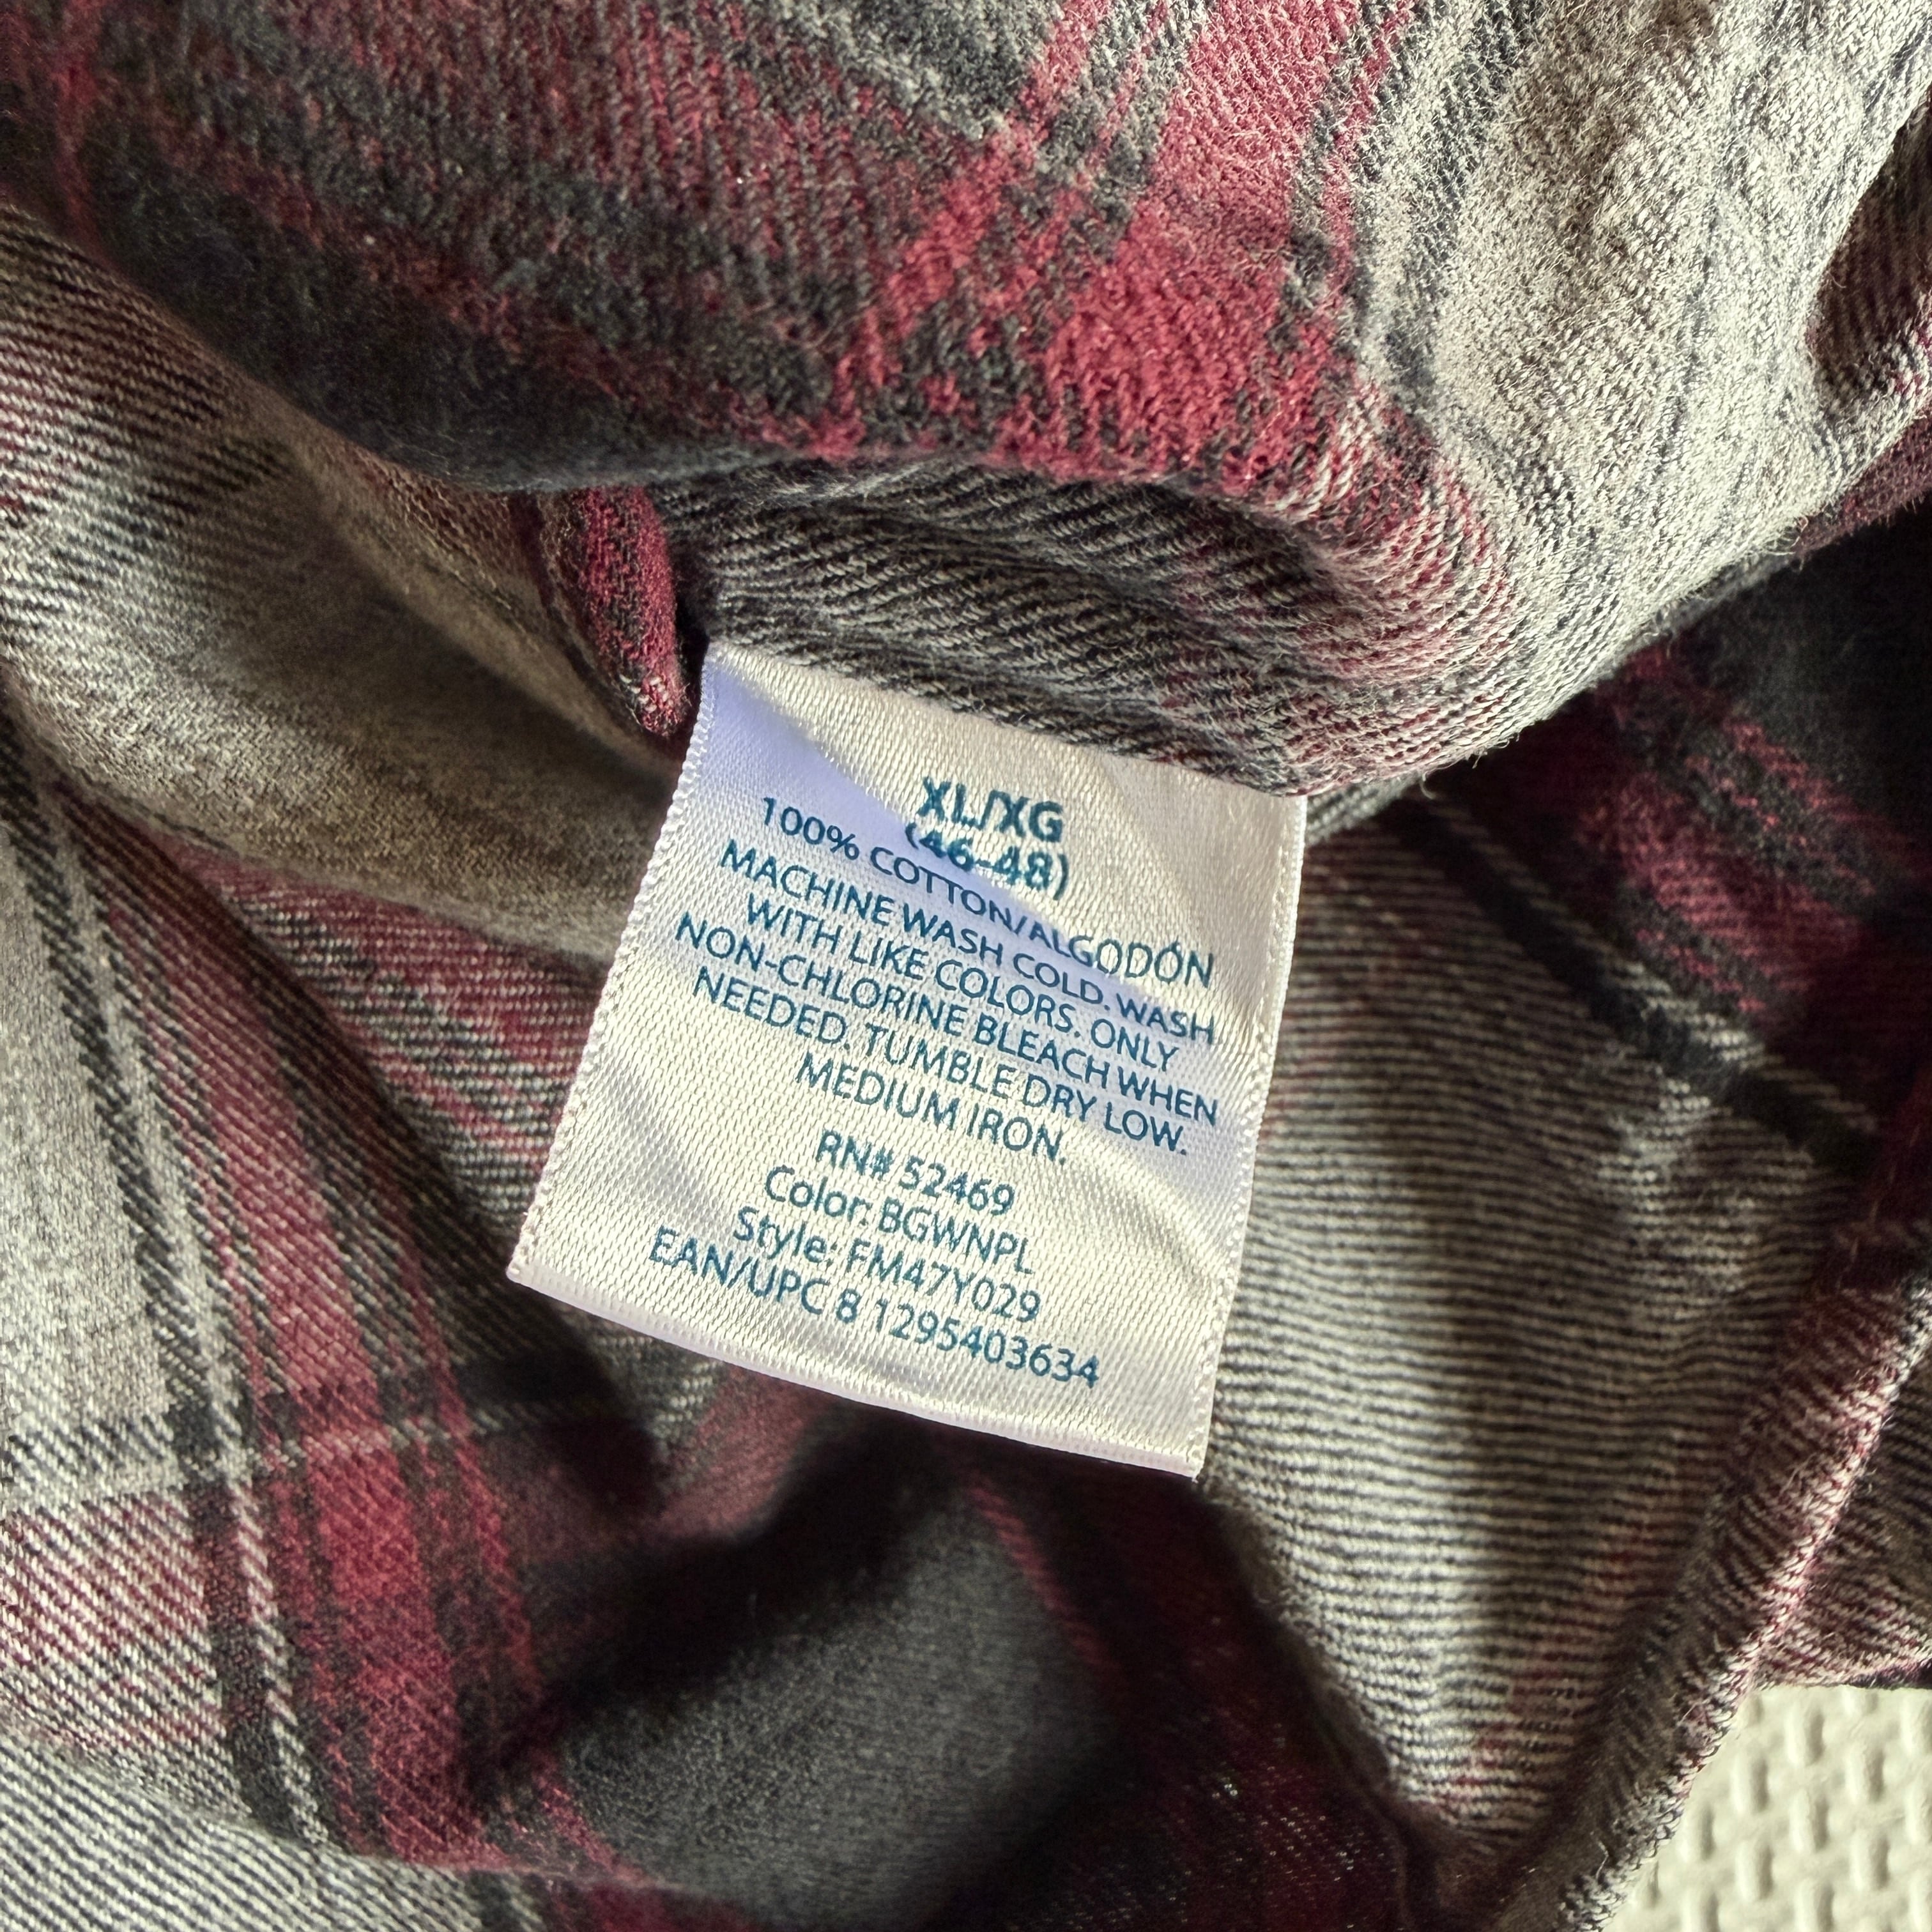 XL/XG
(46-48)
100% COTTON/ALGODÓN
MACHINE WASH COLD. WASH
WITH LIKE COLORS. ONLY
NON-CHLORINE BLEACH WHEN
NEEDED. TUMBLE DRY LOW.
MEDIUM IRON.
RN# 52469
Color: BGWNPL
Style: FM47Y029
EAN/UPC 8 1295403634